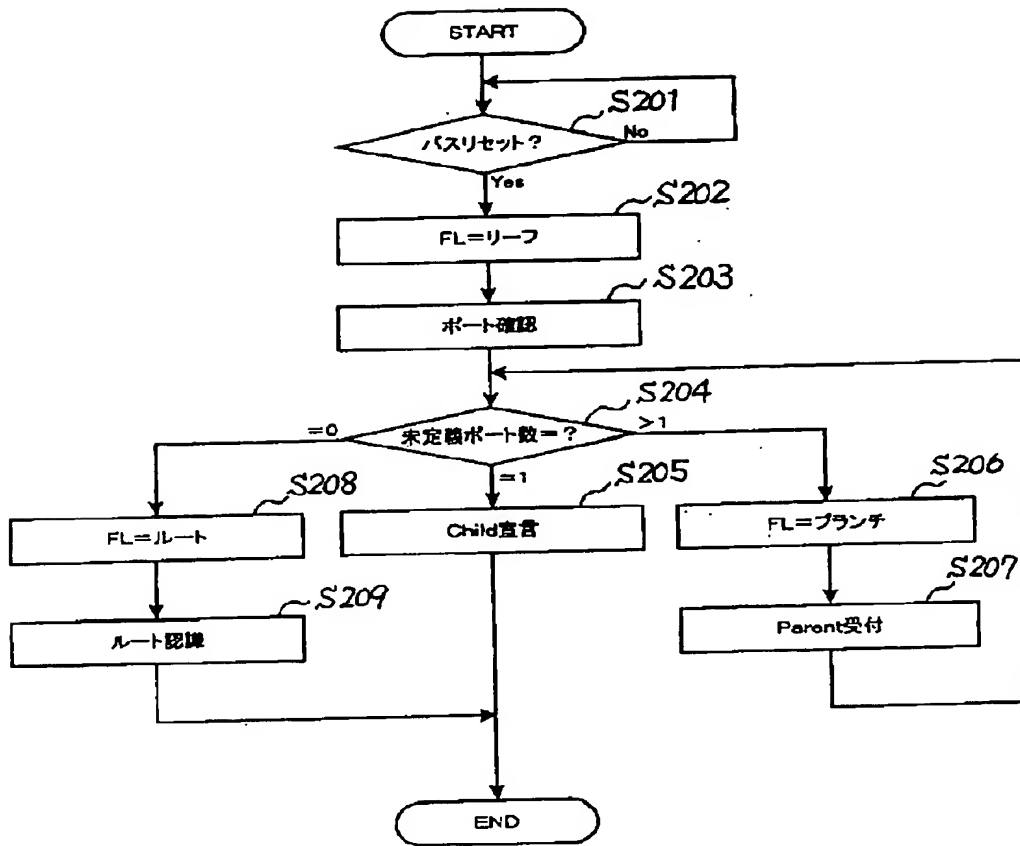 START
S201
バスリセット？
No
Yes
S202
FL＝リーフ
S203
ポート確認
S204
=0
未定義ポート数＝？
>1
=1
S208
S205
S206
FL＝ルート
Child宣言
FL＝ブランチ
S209
S207
ルート認識
Parent受付
END